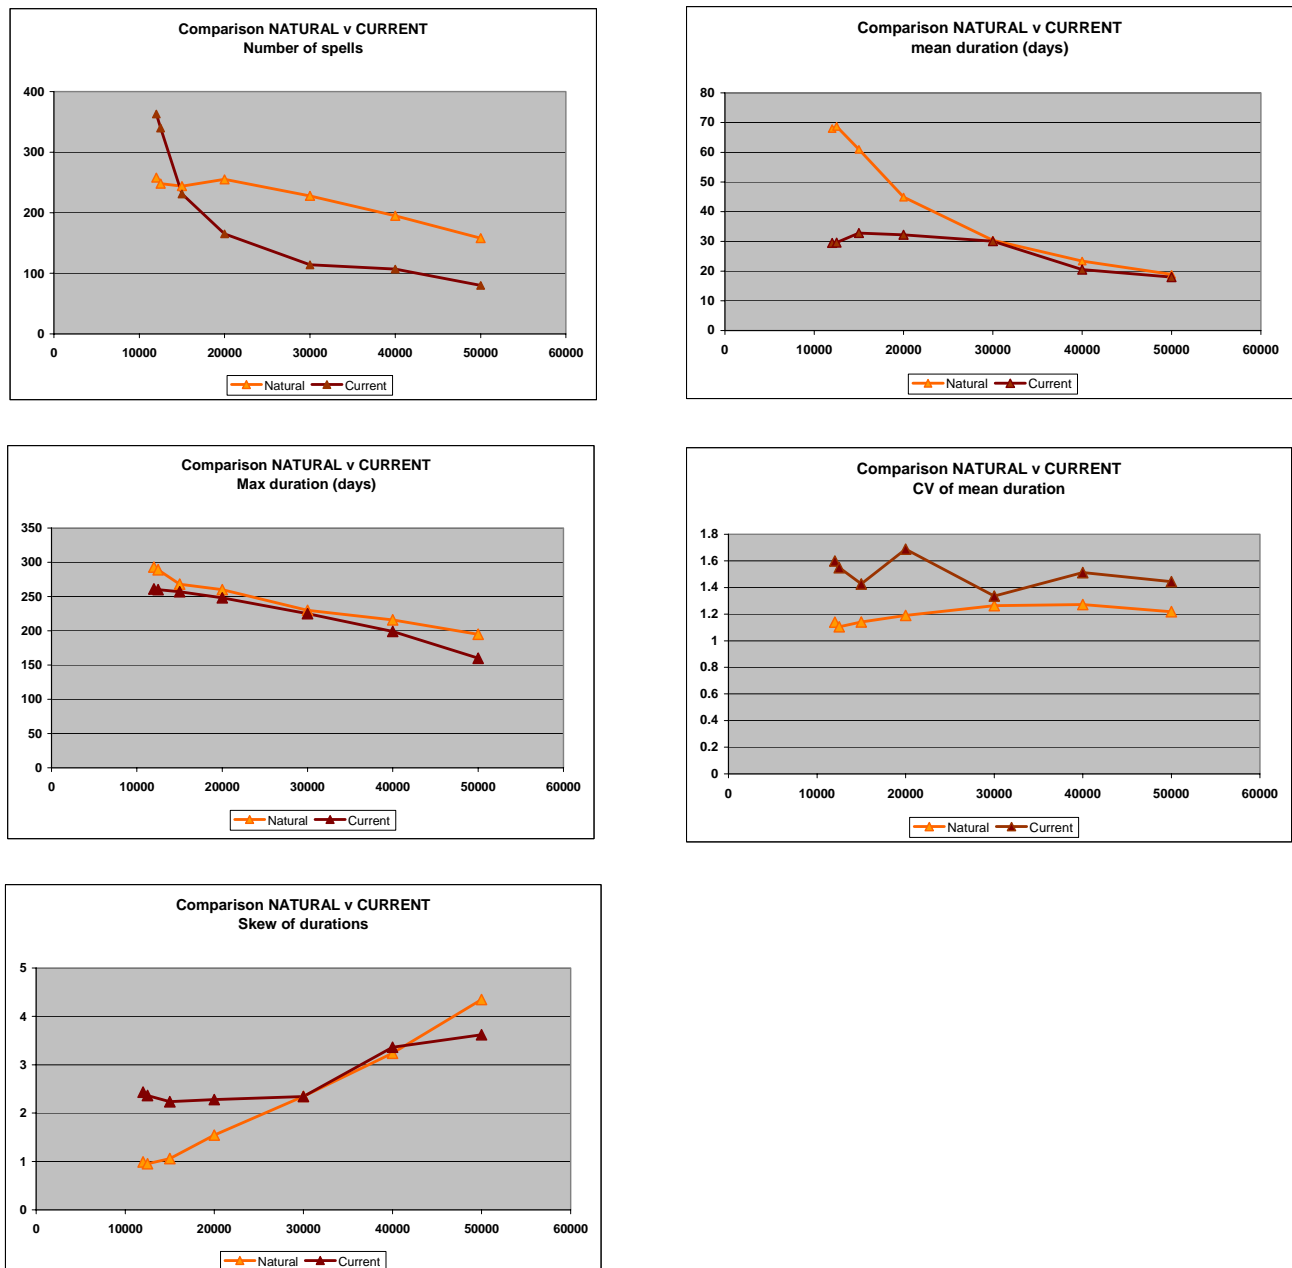 Comparison NATURAL v CURRENT
Number of spells
400
300
200
100
0
0 10000 20000 30000 40000 50000 60000
Natural Current
Comparison NATURAL v CURRENT
mean duration (days)
80
70
60
50
40
30
20
10
0
0 10000 20000 30000 40000 50000 60000
Natural Current
Comparison NATURAL v CURRENT
Max duration (days)
350
300
250
200
150
100
50
0
0 10000 20000 30000 40000 50000 60000
Natural Current
Comparison NATURAL v CURRENT
CV of mean duration
1.8
1.6
1.4
1.2
1
0.8
0.6
0.4
0.2
0
0 10000 20000 30000 40000 50000 60000
Natural Current
Comparison NATURAL v CURRENT
Skew of durations
5
4
3
2
1
0
0 10000 20000 30000 40000 50000 60000
Natural Current